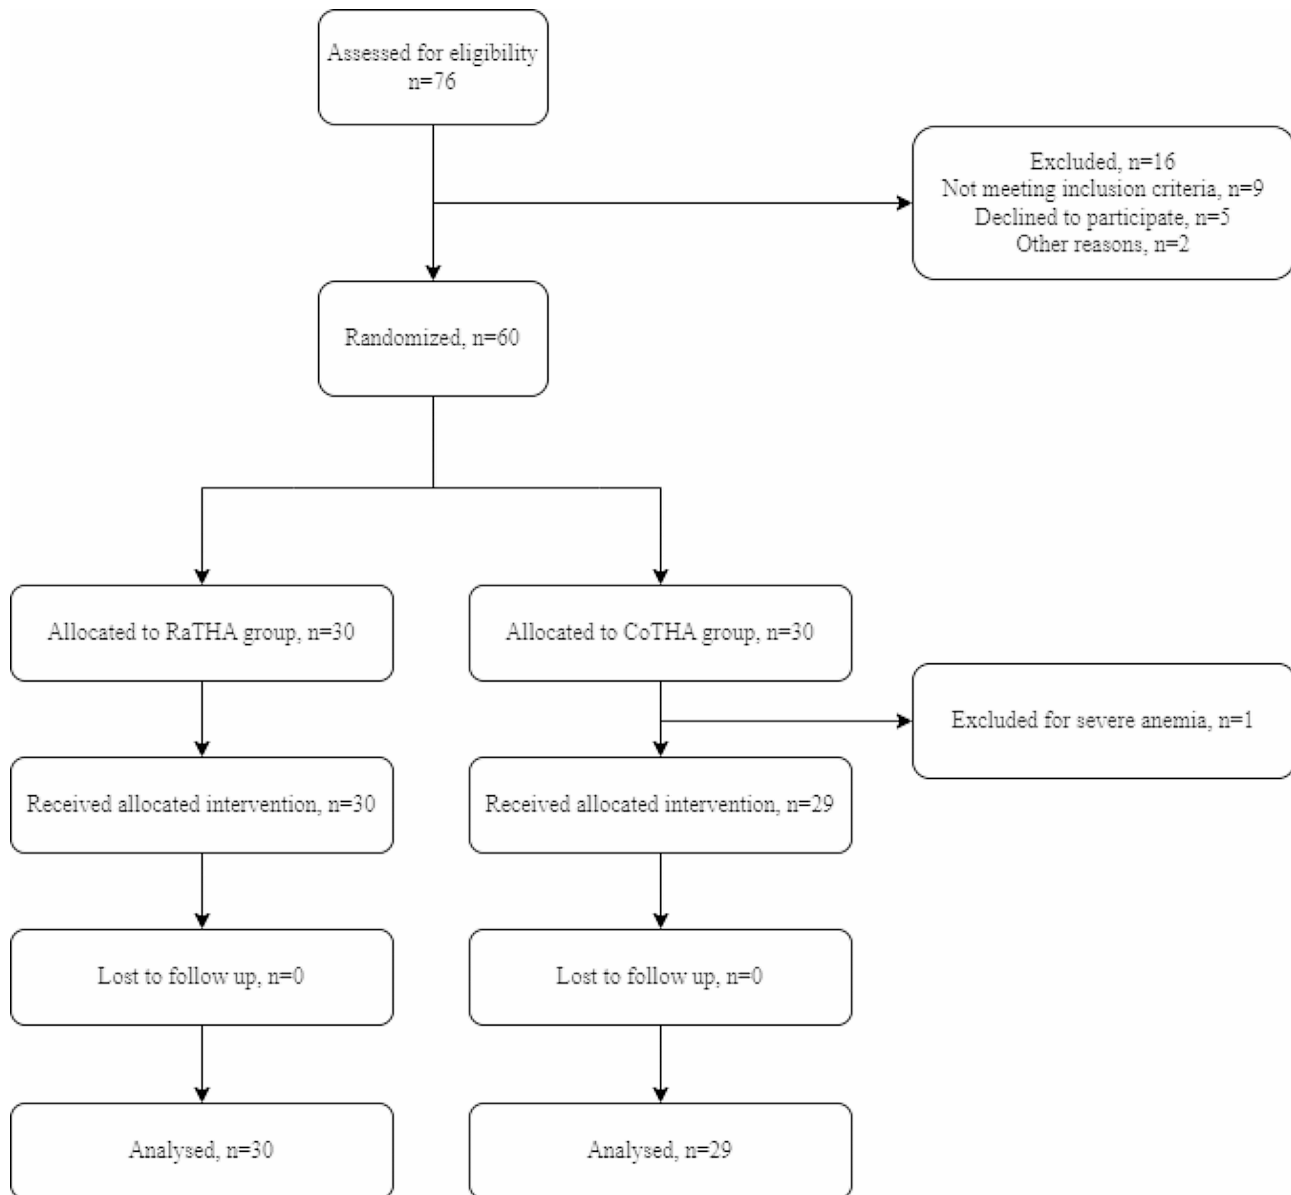 Assessed for eligibility
n=76
Excluded, n=16
Not meeting inclusion criteria, n=9
Declined to participate, n=5
Other reasons, n=2
Randomized, n=60
Allocated to RaTHA group, n=30
Allocated to CoTHA group, n=30
Excluded for severe anemia, n=1
Received allocated intervention, n=30
Received allocated intervention, n=29
Lost to follow up, n=0
Lost to follow up, n=0
Analysed, n=30
Analysed, n=29